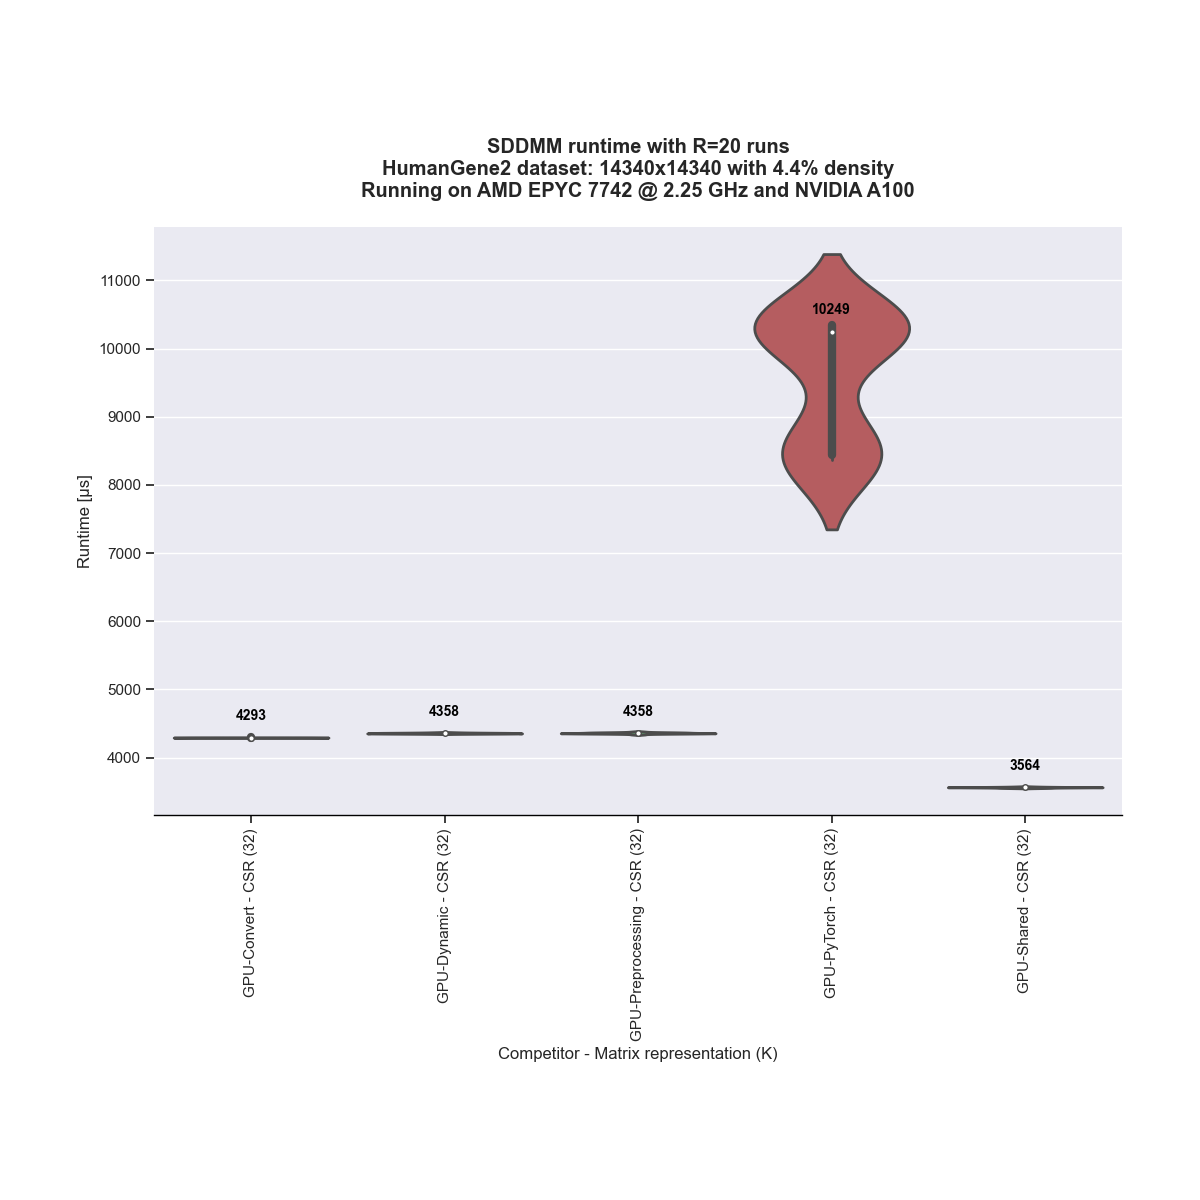 SDDMM runtime with R=20 runs
HumanGene2 dataset: 14340x14340 with 4.4% density
Running on AMD EPYC 7742 @ 2.25 GHz and NVIDIA A100
Runtime [µs]
11000
10000
9000
8000
7000
6000
5000
4000
4293
4358
4358
10249
3564
GPU-Convert - CSR (32)
GPU-Dynamic - CSR (32)
GPU-Preprocessing - CSR (32)
GPU-PyTorch - CSR (32)
GPU-Shared - CSR (32)
Competitor - Matrix representation (K)